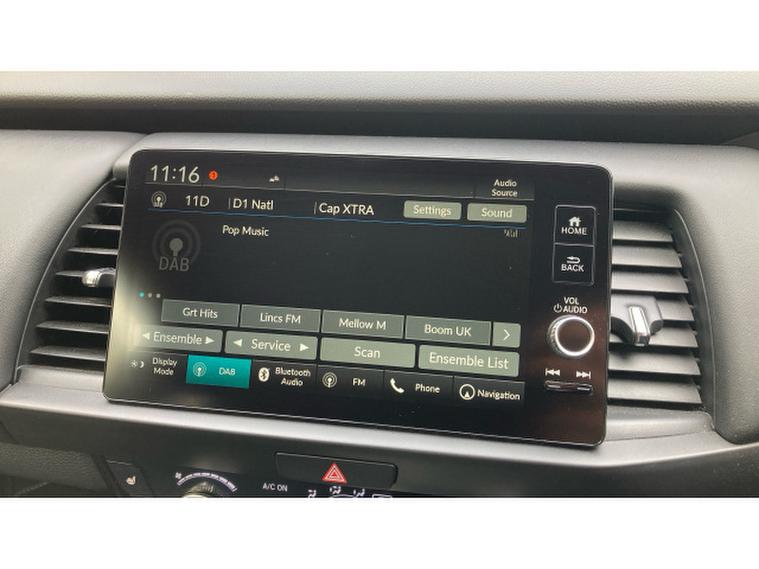 11:16
Audio
Source
11D D1 Natl Cap XTRA Settings Sound
Pop Music
DAB
HOME
BACK
VOL
AUDIO
Grt Hits Lincs FM Mellow M Boom UK
Ensemble Service Scan Ensemble List
Display
Mode
DAB
Bluetooth
Audio
FM
Phone
Navigation
A/C ON